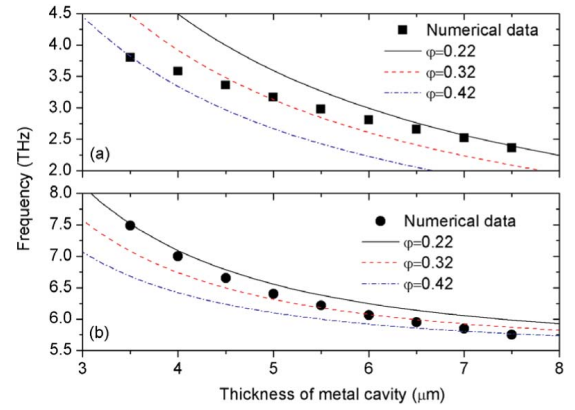 4.5
4.0
3.5
3.0
2.5
2.0
Numerical data
φ=0.22
φ=0.32
φ=0.42
(a)
Frequency (THz)
8.0
7.5
7.0
6.5
6.0
5.5
Numerical data
φ=0.22
φ=0.32
φ=0.42
(b)
3 4 5 6 7 8
Thickness of metal cavity (μm)